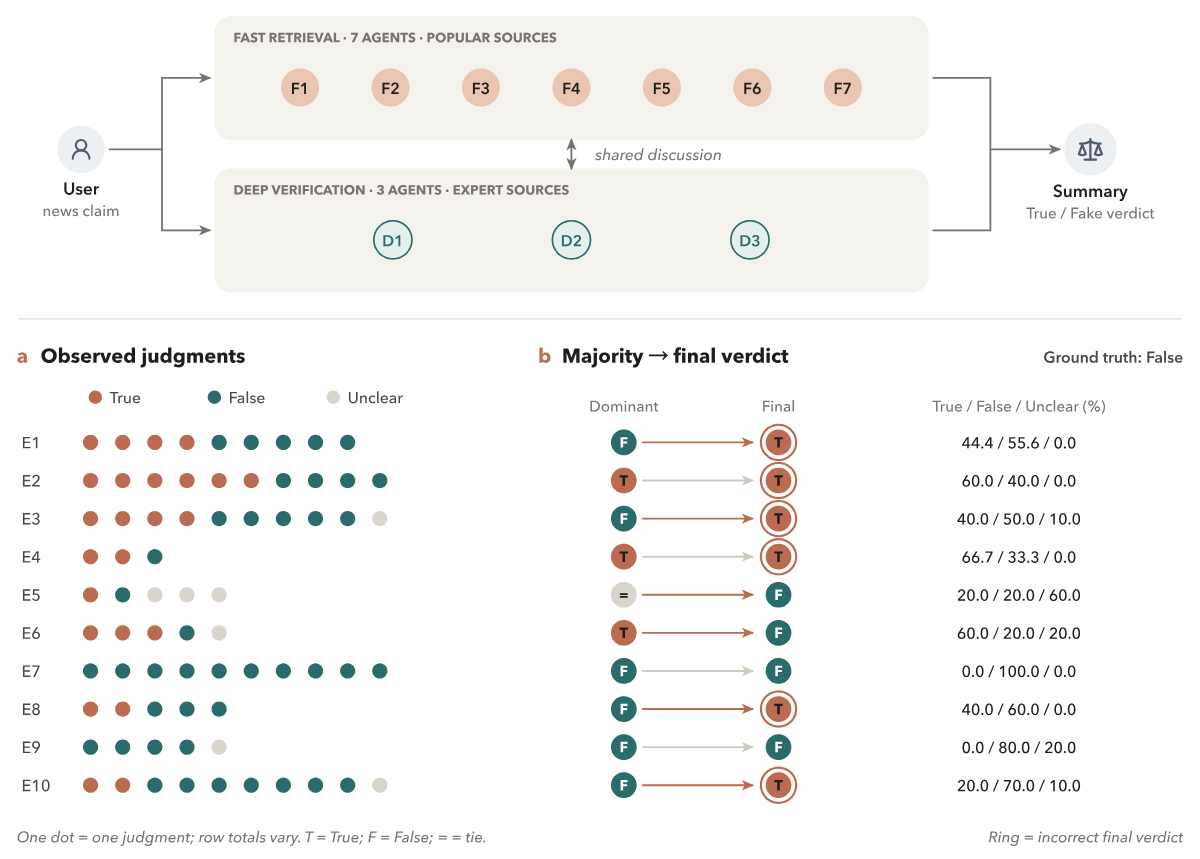 FAST RETRIEVAL · 7 AGENTS · POPULAR SOURCES
F1 F2 F3 F4 F5 F6 F7
shared discussion
User
news claim
DEEP VERIFICATION · 3 AGENTS · EXPERT SOURCES
D1 D2 D3
Summary
True / Fake verdict
a Observed judgments
True False Unclear
E1
E2
E3
E4
E5
E6
E7
E8
E9
E10
b Majority → final verdict
Ground truth: False
Dominant Final True / False / Unclear (%)
F T 44.4 / 55.6 / 0.0
T T 60.0 / 40.0 / 0.0
F T 40.0 / 50.0 / 10.0
T T 66.7 / 33.3 / 0.0
= F 20.0 / 20.0 / 60.0
T F 60.0 / 20.0 / 20.0
F F 0.0 / 100.0 / 0.0
F T 40.0 / 60.0 / 0.0
F F 0.0 / 80.0 / 20.0
F T 20.0 / 70.0 / 10.0
One dot = one judgment; row totals vary. T = True; F = False; = = tie.
Ring = incorrect final verdict